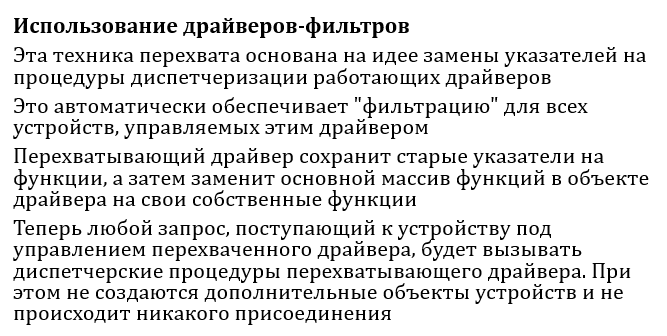 Использование драйверов-фильтров
Эта техника перехвата основана на идее замены указателей на
процедуры диспетчеризации работающих драйверов
Это автоматически обеспечивает "фильтрацию" для всех
устройств, управляемых этим драйвером
Перехватывающий драйвер сохранит старые указатели на
функции, а затем заменит основной массив функций в объекте
драйвера на свои собственные функции
Теперь любой запрос, поступающий к устройству под
управлением перехваченного драйвера, будет вызывать
диспетчерские процедуры перехватывающего драйвера. При
этом не создаются дополнительные объекты устройств и не
происходит никакого присоединения